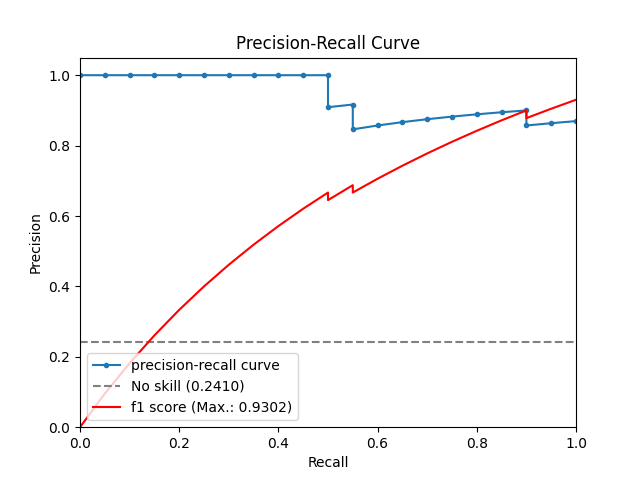 Precision-Recall Curve
1.0
0.8
0.6
0.4
0.2
0.0
Precision
precision-recall curve
No skill (0.2410)
f1 score (Max.: 0.9302)
0.0 0.2 0.4 0.6 0.8 1.0
Recall